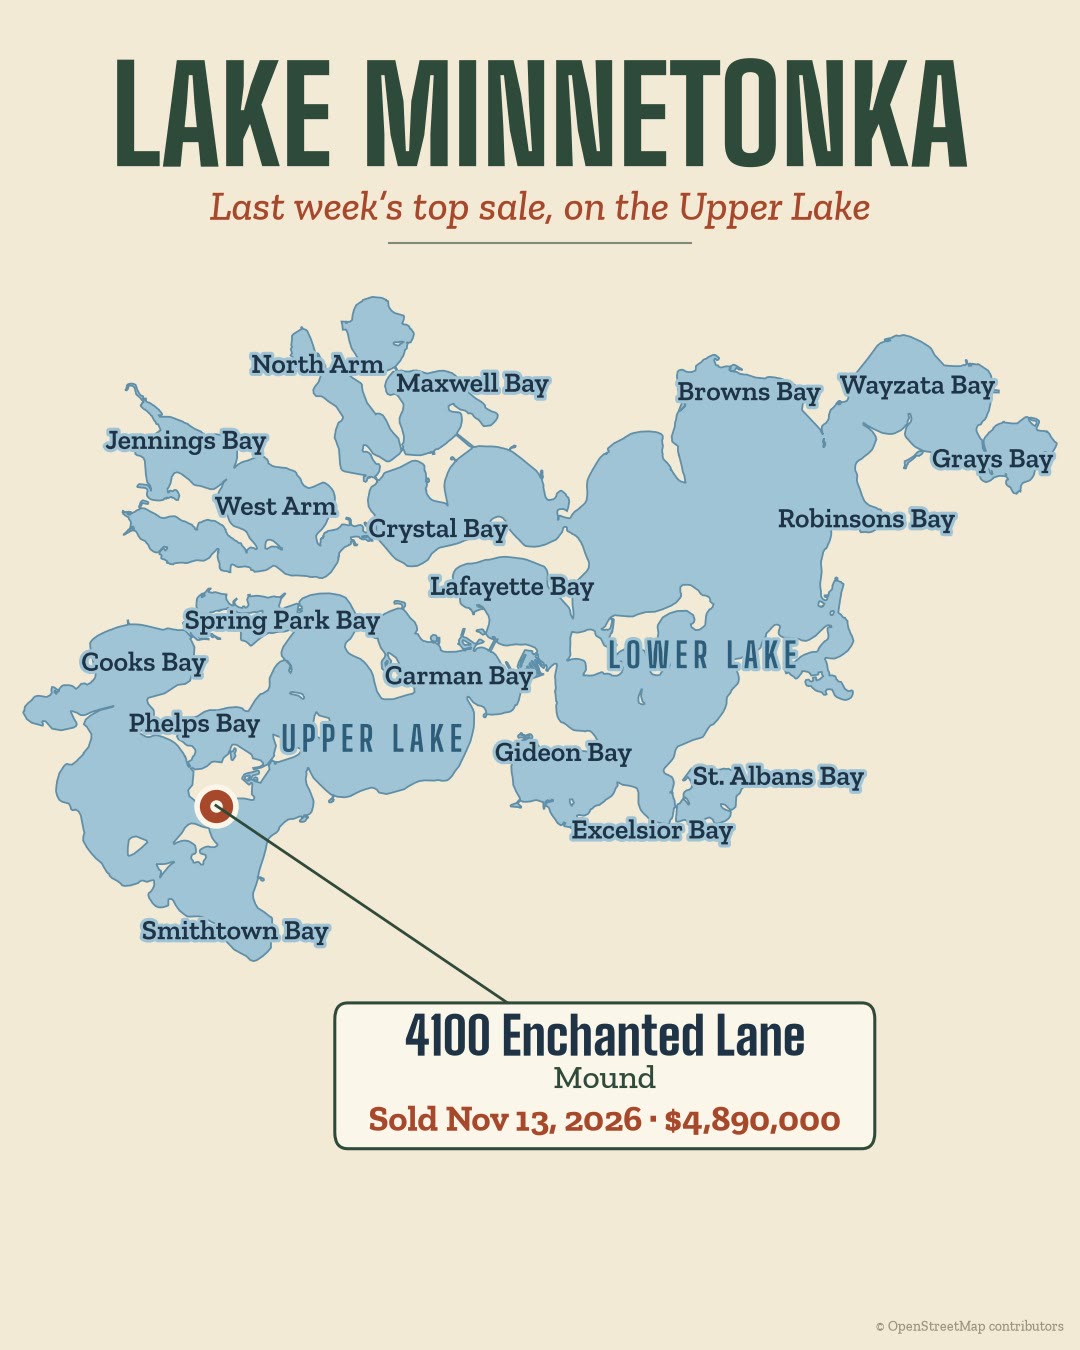 LAKE MINNETONKA
Last week's top sale, on the Upper Lake
North Arm
Maxwell Bay
Browns Bay
Wayzata Bay
Jennings Bay
Grays Bay
West Arm
Crystal Bay
Robinsons Bay
Lafayette Bay
Spring Park Bay
Cooks Bay
LOWER LAKE
Carman Bay
Phelps Bay
UPPER LAKE
Gideon Bay
St. Albans Bay
Excelsior Bay
Smithtown Bay
4100 Enchanted Lane
Mound
Sold Nov 13, 2026 · $4,890,000
© OpenStreetMap contributors